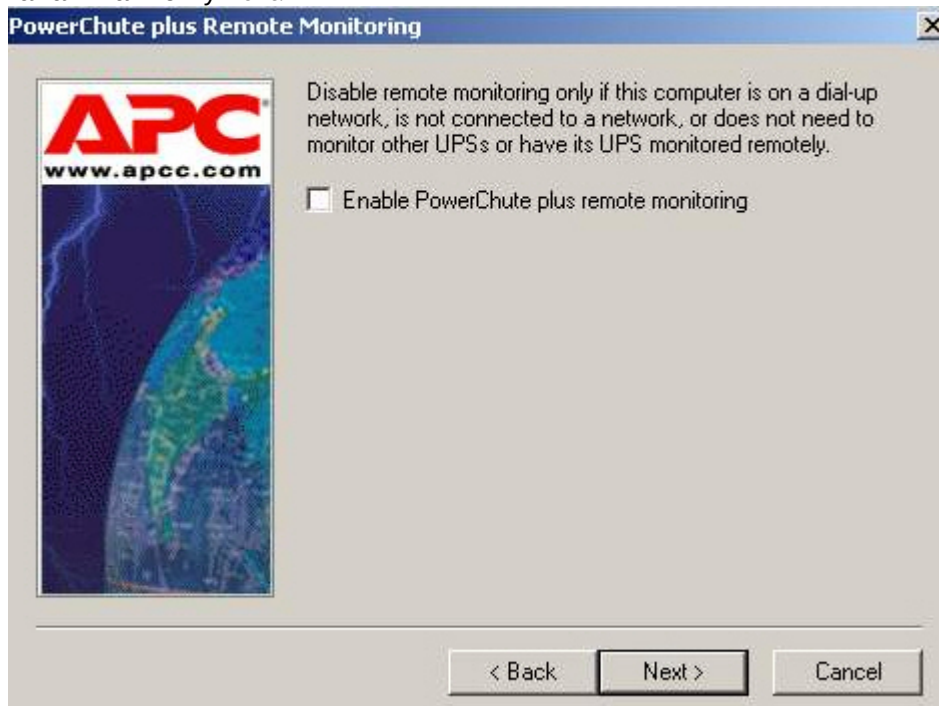 PowerChute plus Remote Monitoring
APC
www.apcc.com
Disable remote monitoring only if this computer is on a dial-up
network, is not connected to a network, or does not need to
monitor other UPSs or have its UPS monitored remotely.
Enable PowerChute plus remote monitoring
< Back
Next >
Cancel